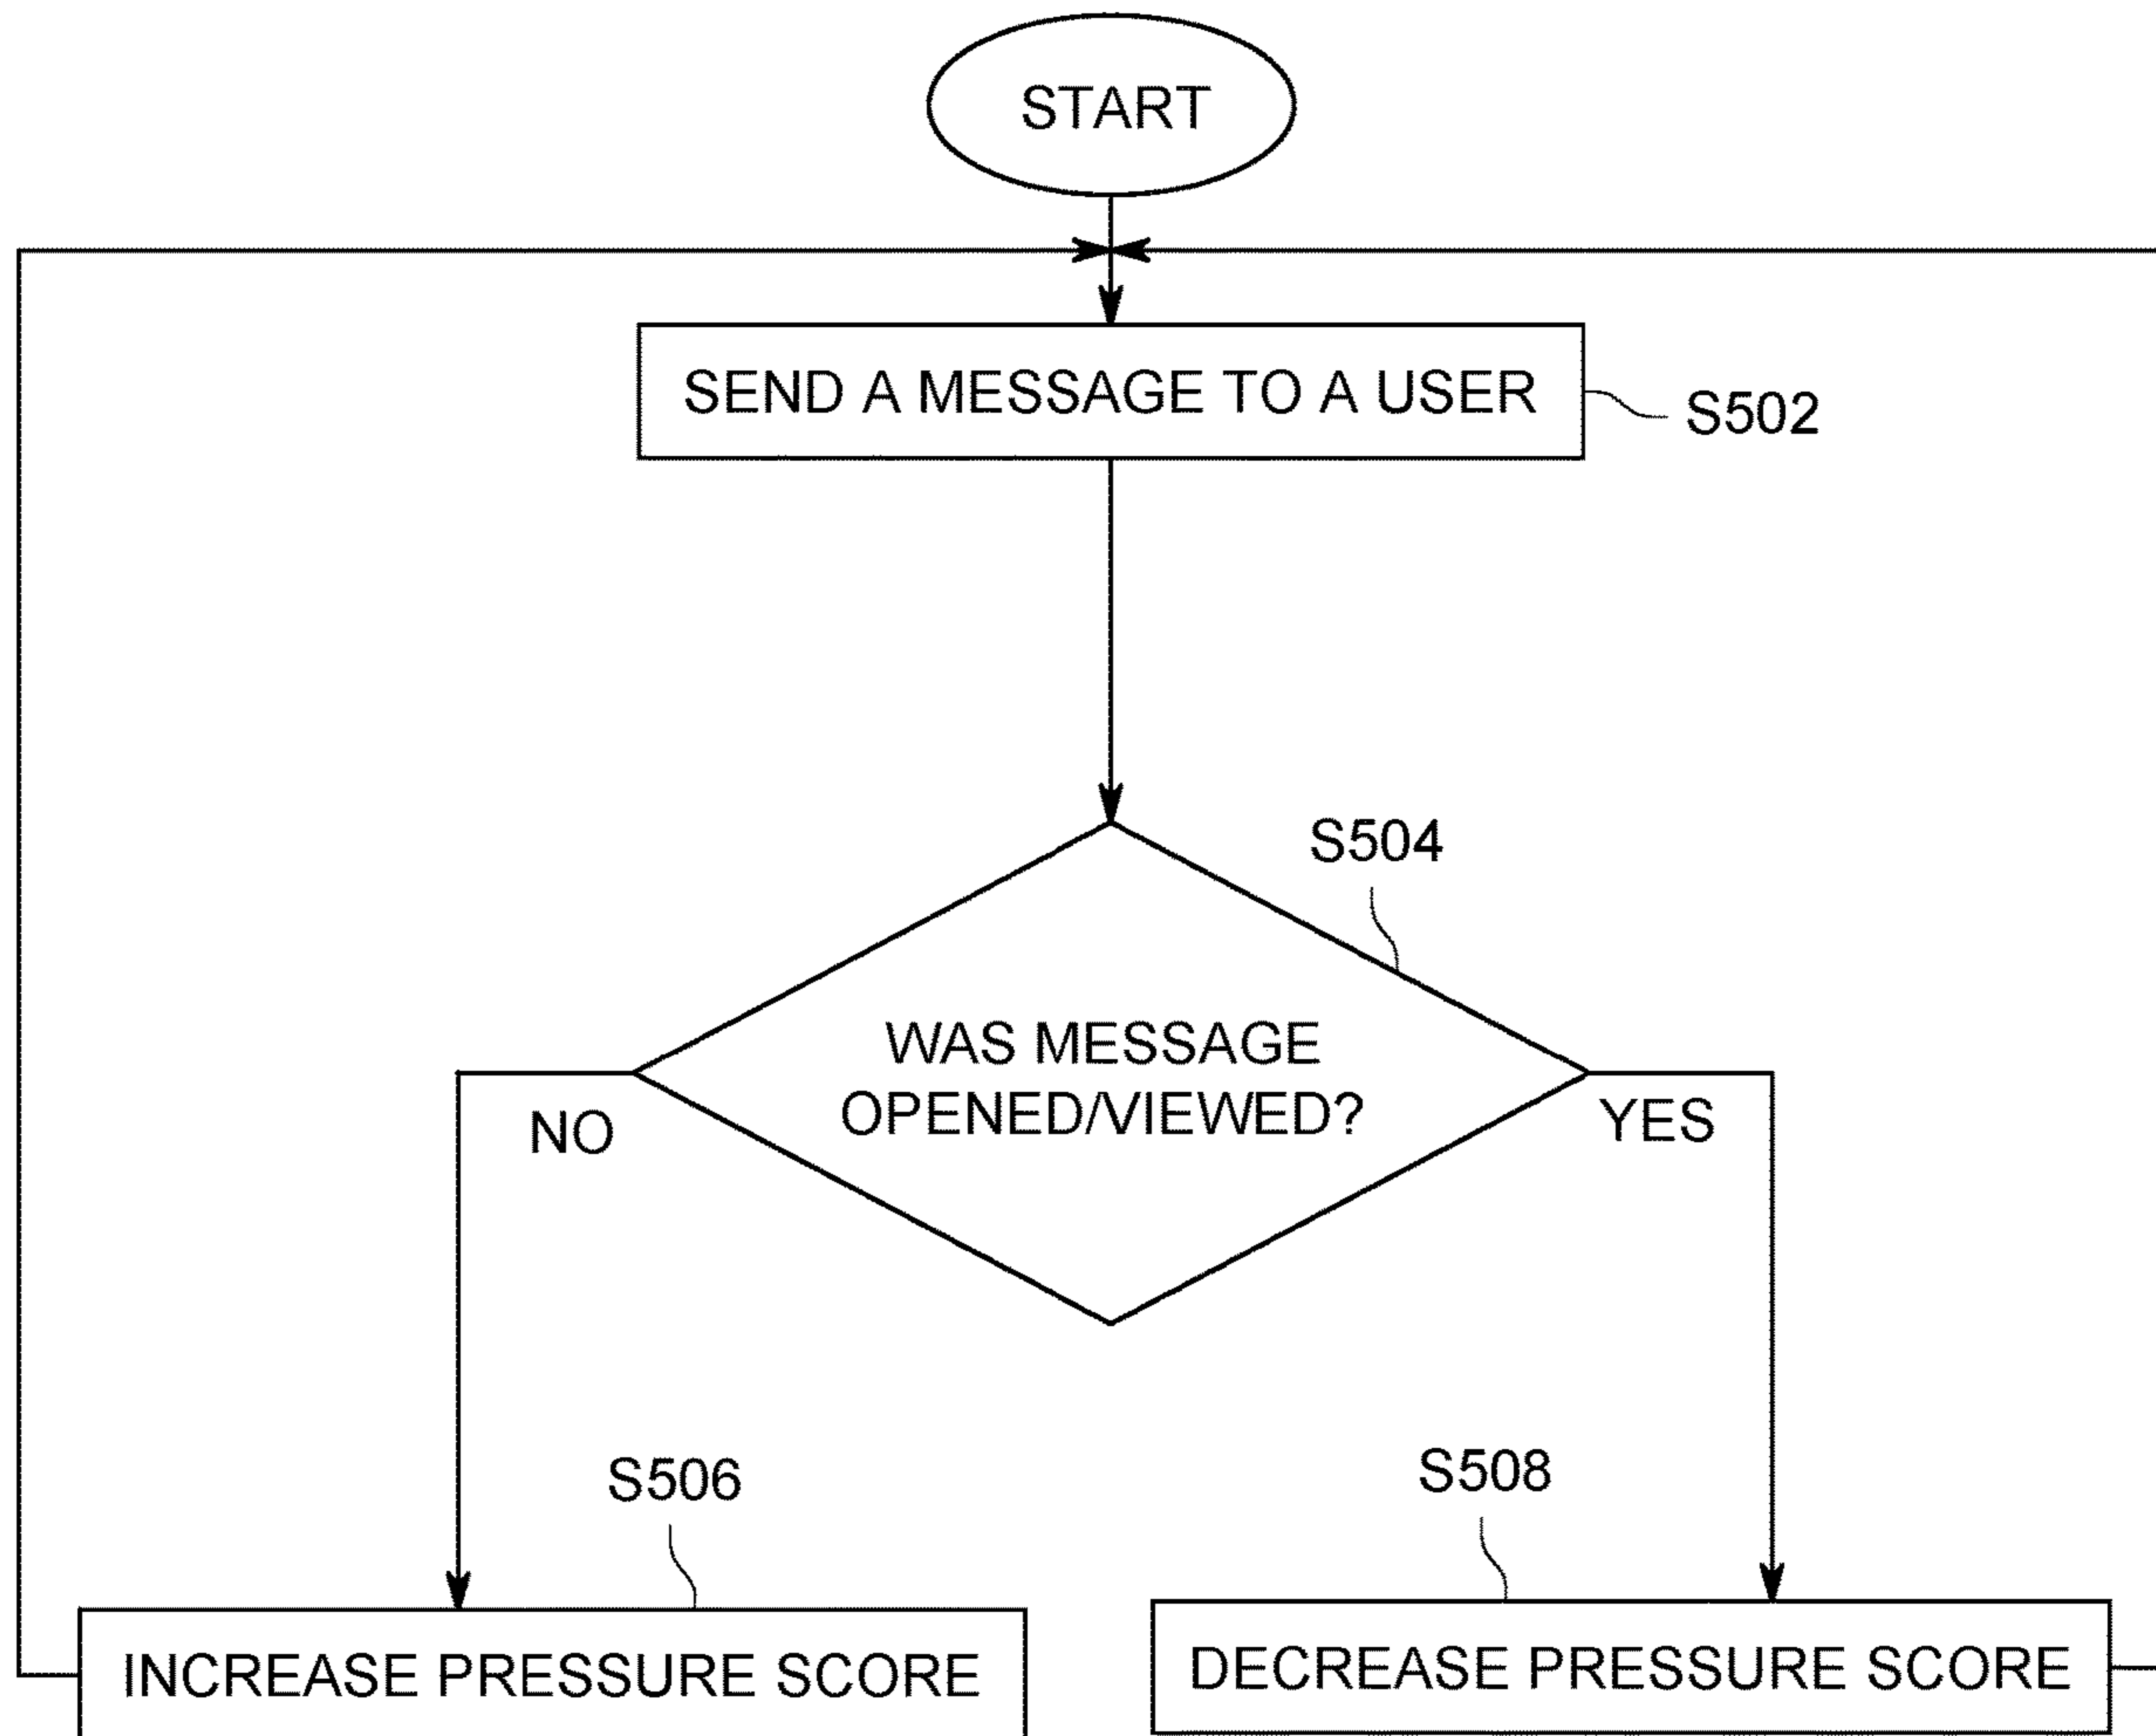 START
SEND A MESSAGE TO A USER
S502
S504
WAS MESSAGE
OPENED/VIEWED?
NO
YES
S506
S508
INCREASE PRESSURE SCORE
DECREASE PRESSURE SCORE